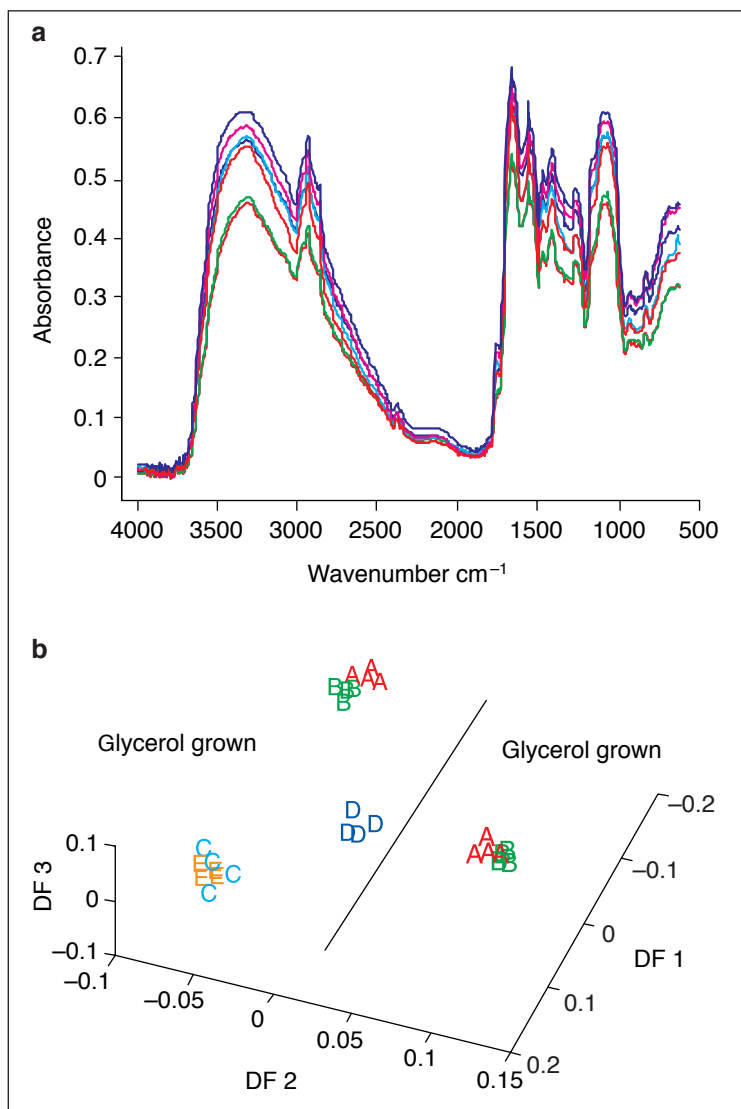 a
0.7
0.6
0.5
0.4
0.3
0.2
0.1
0
Absorbance
4000 3500 3000 2500 2000 1500 1000 500
Wavenumber cm⁻¹
b
A
A A A
B B B
B
B
Glycerol grown
Glycerol grown
D
D D D
A
A A A
B
B B
B B
C
C
C
C
E E
E E
E
DF 3
0.1
0
−0.1
−0.1
−0.05
0
0.05
0.1
0.15
DF 2
−0.2
−0.1
0
0.1
0.2
DF 1